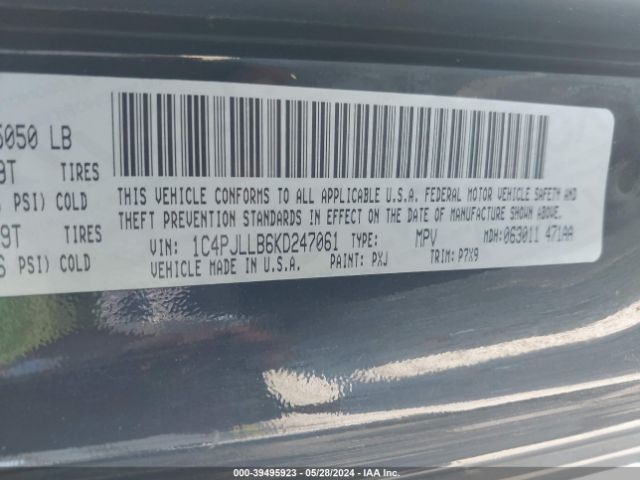 5050 LB
9T TIRES
PSI) COLD
9T TIRES
PSI) COLD
THIS VEHICLE CONFORMS TO ALL APPLICABLE U.S.A. FEDERAL MOTOR VEHICLE SAFETY AND
THEFT PREVENTION STANDARDS IN EFFECT ON THE DATE OF MANUFACTURE SHOWN ABOVE.
VIN: 1C4PJLLB6KD247061 TYPE: MPV MDH: 063011 471AA
VEHICLE MADE IN U.S.A. PAINT: PXJ TRIM: P7X9
000-39495923 - 05/28/2024 - IAA Inc.